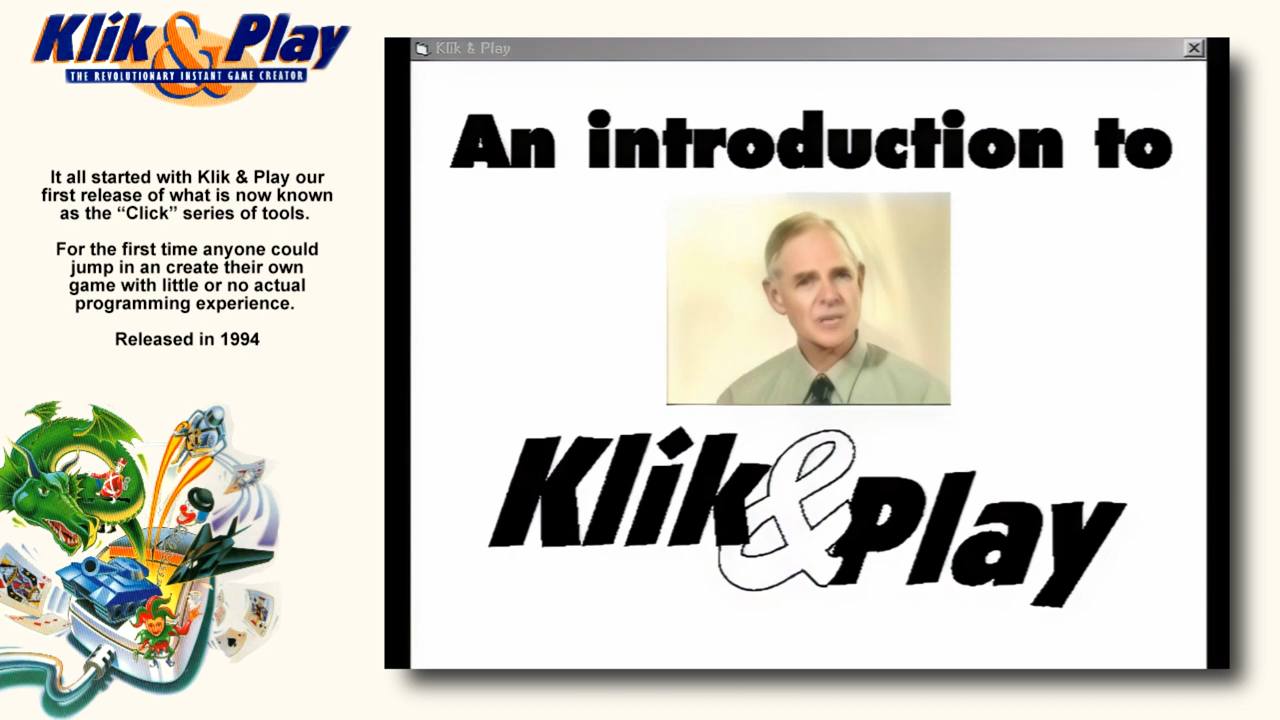 Klik & Play
THE REVOLUTIONARY INSTANT GAME CREATOR
It all started with Klik & Play our
first release of what is now known
as the “Click” series of tools.
For the first time anyone could
jump in an create their own
game with little or no actual
programming experience.
Released in 1994
Klik & Play
An introduction to
Klik & Play